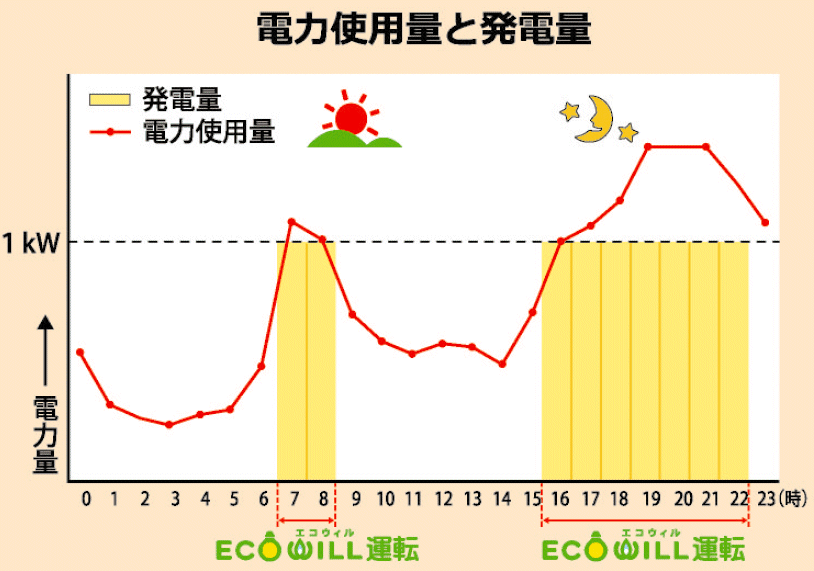 電力使用量と発電量
発電量
電力使用量
1 kW
電力量
0 1 2 3 4 5 6 7 8 9 10 11 12 13 14 15 16 17 18 19 20 21 22 23(時)
エコウィル エコウィル
ECOWILL運転 ECOWILL運転